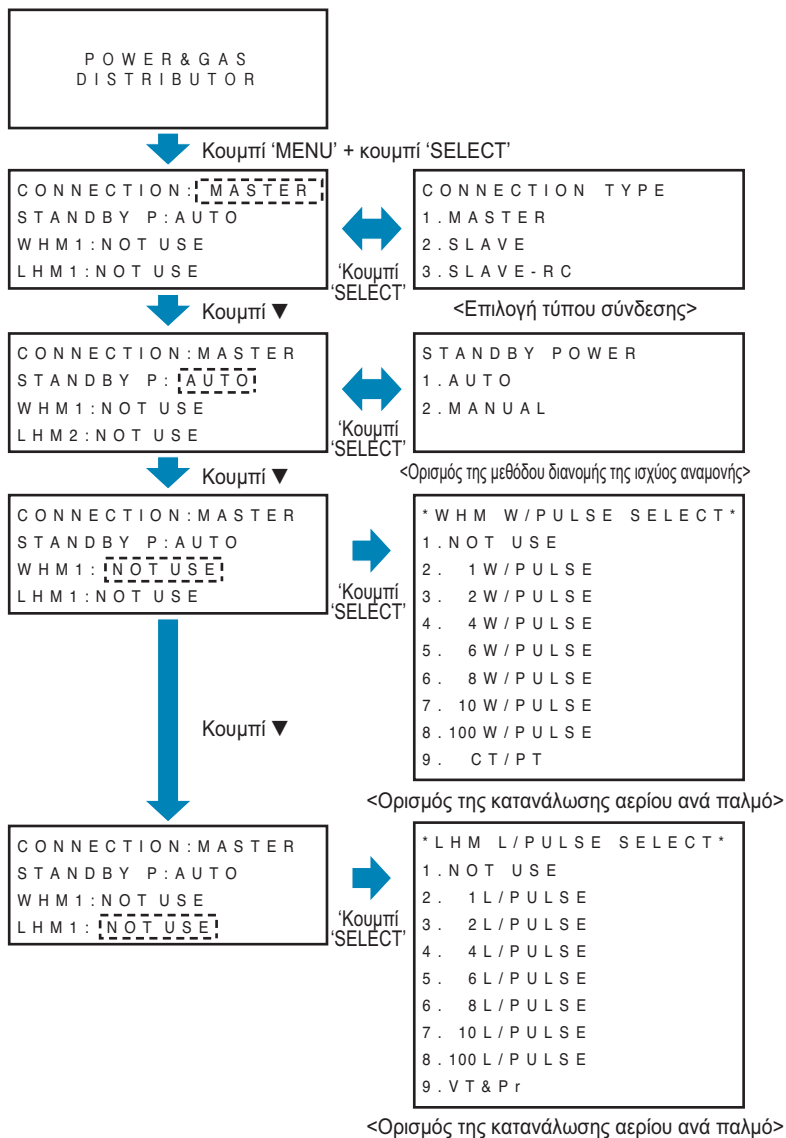 POWER&GAS
DISTRIBUTOR
Κουμπί ‘MENU’ + κουμπί ‘SELECT’
CONNECTION: MASTER
STANDBY P:AUTO
WHM1:NOT USE
LHM1:NOT USE
‘Κουμπί
‘SELECT’
CONNECTION TYPE
1.MASTER
2.SLAVE
3.SLAVE-RC
<Επιλογή τύπου σύνδεσης>
Κουμπί ▼
CONNECTION:MASTER
STANDBY P: AUTO
WHM1:NOT USE
LHM2:NOT USE
‘Κουμπί
‘SELECT’
STANDBY POWER
1.AUTO
2.MANUAL
<Ορισμός της μεθόδου διανομής της ισχύος αναμονής>
Κουμπί ▼
CONNECTION:MASTER
STANDBY P:AUTO
WHM1: NOT USE
LHM1:NOT USE
‘Κουμπί
‘SELECT’
*WHM W/PULSE SELECT*
1.NOT USE
2. 1W/PULSE
3. 2W/PULSE
4. 4W/PULSE
5. 6W/PULSE
6. 8W/PULSE
7. 10W/PULSE
8.100W/PULSE
9. CT/PT
<Ορισμός της κατανάλωσης αερίου ανά παλμό>
Κουμπί ▼
CONNECTION:MASTER
STANDBY P:AUTO
WHM1:NOT USE
LHM1: NOT USE
‘Κουμπί
‘SELECT’
*LHM L/PULSE SELECT*
1.NOT USE
2. 1L/PULSE
3. 2L/PULSE
4. 4L/PULSE
5. 6L/PULSE
6. 8L/PULSE
7. 10L/PULSE
8.100L/PULSE
9.VT&Pr
<Ορισμός της κατανάλωσης αερίου ανά παλμό>